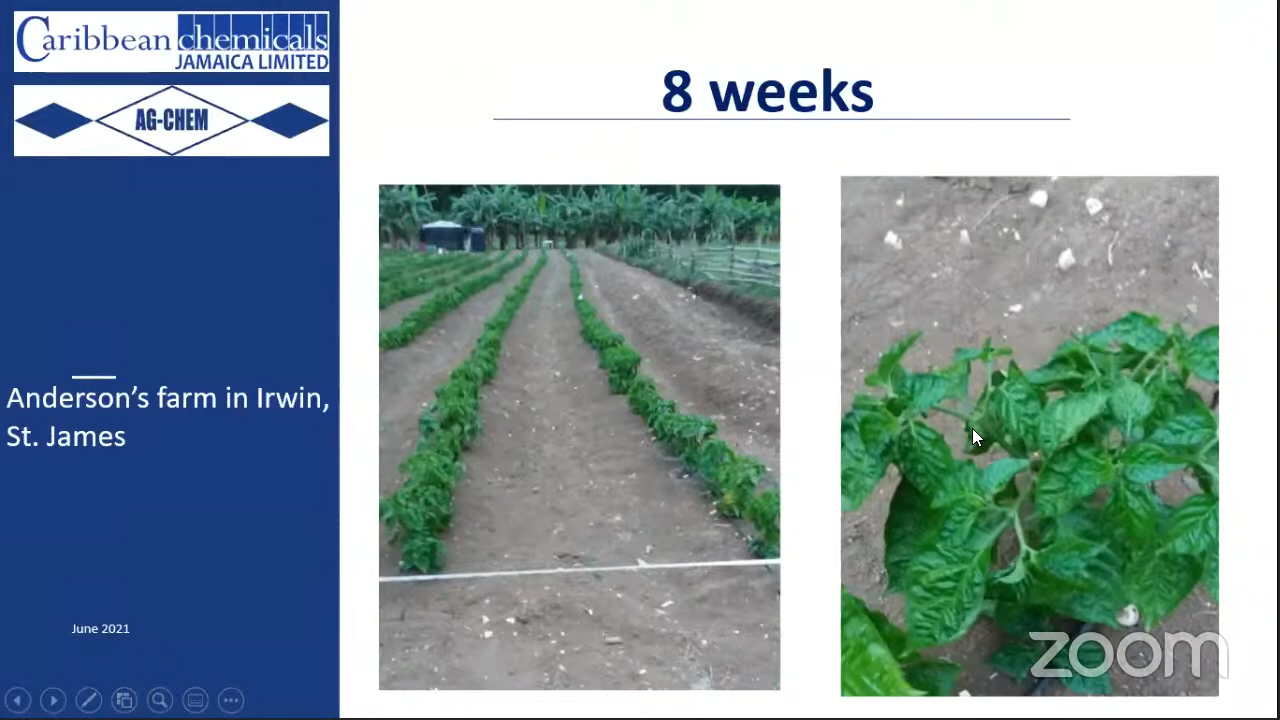 Caribbean chemicals
JAMAICA LIMITED
AG-CHEM
8 weeks
Anderson’s farm in Irwin,
St. James
June 2021
zoom